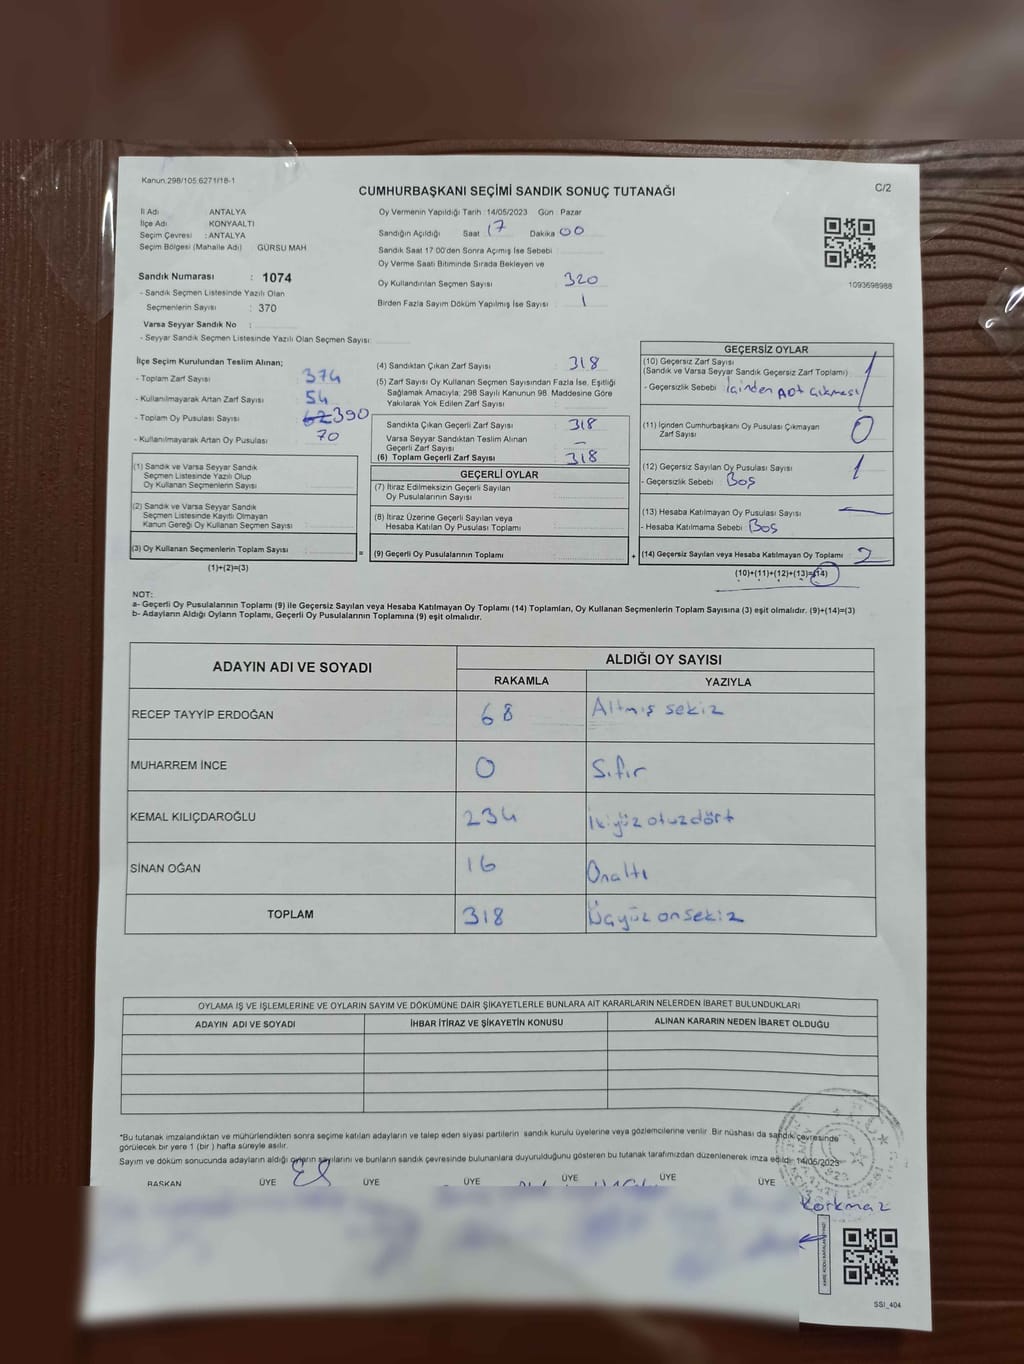 Kanun:298/105,6271/18-1
CUMHURBAŞKANI SEÇİMİ SANDIK SONUÇ TUTANAĞI
C/2
İl Adı : ANTALYA
İlçe Adı : KONYAALTI
Seçim Çevresi : ANTALYA
Seçim Bölgesi (Mahalle Adı) GÜRSU MAH
Sandık Numarası : 1074
- Sandık Seçmen Listesinde Yazılı Olan
Seçmenlerin Sayısı : 370
Varsa Seyyar Sandık No :
- Seyyar Sandık Seçmen Listesinde Yazılı Olan Seçmen Sayısı:
Oy Vermenin Yapıldığı Tarih :14/05/2023 Gün : Pazar
Sandığın Açıldığı Saat 17 Dakika 00
Sandık Saat 17:00'den Sonra Açımış İse Sebebi :
Oy Verme Saati Bitiminde Sırada Bekleyen ve
Oy Kullandırılan Seçmen Sayısı : 320
Birden Fazla Sayım Döküm Yapılmış İse Sayısı : 1
1093698988
İlçe Seçim Kurulundan Teslim Alınan;
- Toplam Zarf Sayısı : 374
- Kullanılmayarak Artan Zarf Sayısı : 54
- Toplam Oy Pusulası Sayısı : 62 390
- Kullanılmayarak Artan Oy Pusulası : 70
(1) Sandık ve Varsa Seyyar Sandık
Seçmen Listesinde Yazılı Olup
Oy Kullanan Seçmenlerin Sayısı :
(2) Sandık ve Varsa Seyyar Sandık
Seçmen Listesinde Kayıtlı Olmayan
Kanun Gereği Oy Kullanan Seçmen Sayısı :
(3) Oy Kullanan Seçmenlerin Toplam Sayısı : =
(1)+(2)=(3)
(4) Sandıktan Çıkan Zarf Sayısı : 318
(5) Zarf Sayısı Oy Kullanan Seçmen Sayısından Fazla İse, Eşitliği
Sağlamak Amacıyla; 298 Sayılı Kanunun 98. Maddesine Göre
Yakılarak Yok Edilen Zarf Sayısı :
Sandıkta Çıkan Geçerli Zarf Sayısı : 318
Varsa Seyyar Sandıktan Teslim Alınan
Geçerli Zarf Sayısı : –
(6) Toplam Geçerli Zarf Sayısı : 318
GEÇERLİ OYLAR
(7) İtiraz Edilmeksizin Geçerli Sayılan
Oy Pusulalarının Sayısı :
(8) İtiraz Üzerine Geçerli Sayılan veya
Hesaba Katılan Oy Pusulası Toplamı :
(9) Geçerli Oy Pusulalarının Toplamı : +
GEÇERSİZ OYLAR
(10) Geçersiz Zarf Sayısı : 1
(Sandık ve Varsa Seyyar Sandık Geçersiz Zarf Toplamı)
- Geçersizlik Sebebi : içinden
(11) İçinden Cumhurbaşkanı Oy Pusulası Çıkmayan
Zarf Sayısı : 0
(12) Geçersiz Sayılan Oy Pusulası Sayısı : 1
- Geçersizlik Sebebi : Boş
(13) Hesaba Katılmayan Oy Pusulası Sayısı : —
- Hesaba Katılmama Sebebi : Boş
(14) Geçersiz Sayılan veya Hesaba Katılmayan Oy Toplamı : 2
(10)+(11)+(12)+(13)=(14)
NOT:
a- Geçerli Oy Pusulalarının Toplamı (9) ile Geçersiz Sayılan veya Hesaba Katılmayan Oy Toplamı (14) Toplamları, Oy Kullanan Seçmenlerin Toplam Sayısına (3) eşit olmalıdır. (9)+(14)=(3)
b- Adayların Aldığı Oyların Toplamı, Geçerli Oy Pusulalarının Toplamına (9) eşit olmalıdır.
ADAYIN ADI VE SOYADI
ALDIĞI OY SAYISI
RAKAMLA YAZIYLA
RECEP TAYYİP ERDOĞAN 68 Altmış sekiz
MUHARREM İNCE 0 Sıfır
KEMAL KILIÇDAROĞLU 234 ikiyüz otuzdört
SİNAN OĞAN 16 Onaltı
TOPLAM 318 Üçyüz onsekiz
OYLAMA İŞ VE İŞLEMLERİNE VE OYLARIN SAYIM VE DÖKÜMÜNE DAİR ŞİKAYETLERLE BUNLARA AİT KARARLARIN NELERDEN İBARET BULUNDUKLARI
ADAYIN ADI VE SOYADI İHBAR İTİRAZ VE ŞİKAYETİN KONUSU ALINAN KARARIN NEDEN İBARET OLDUĞU
*Bu tutanak imzalandıktan ve mühürlendikten sonra seçime katılan adayların ve talep eden siyasi partilerin sandık kurulu üyelerine veya gözlemcilerine verilir. Bir nüshası da sandık çevresinde
görülecek bir yere 1 (bir ) hafta süreyle asılır.
Sayım ve döküm sonucunda adayların aldığı oyların sayılarını ve bunların sandık çevresinde bulunanlara duyurulduğunu gösteren bu tutanak tarafımızdan düzenlenerek imza edildi. 14/05/2023
BAŞKAN ÜYE ÜYE ÜYE ÜYE ÜYE ÜYE
Korkmaz
SSI_404